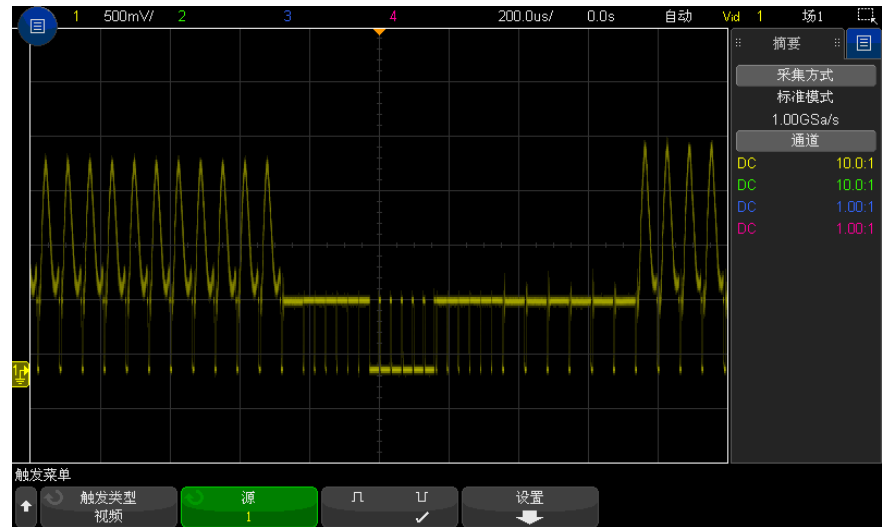 1 500mV/ 2 3 4 200.0us/ 0.0s 自动 Vid 1 场1
摘要
采集方式
标准模式
1.00GSa/s
通道
DC 10.0:1
DC 10.0:1
DC 1.00:1
DC 1.00:1
1
触发菜单
触发类型
视频
源
1
设置